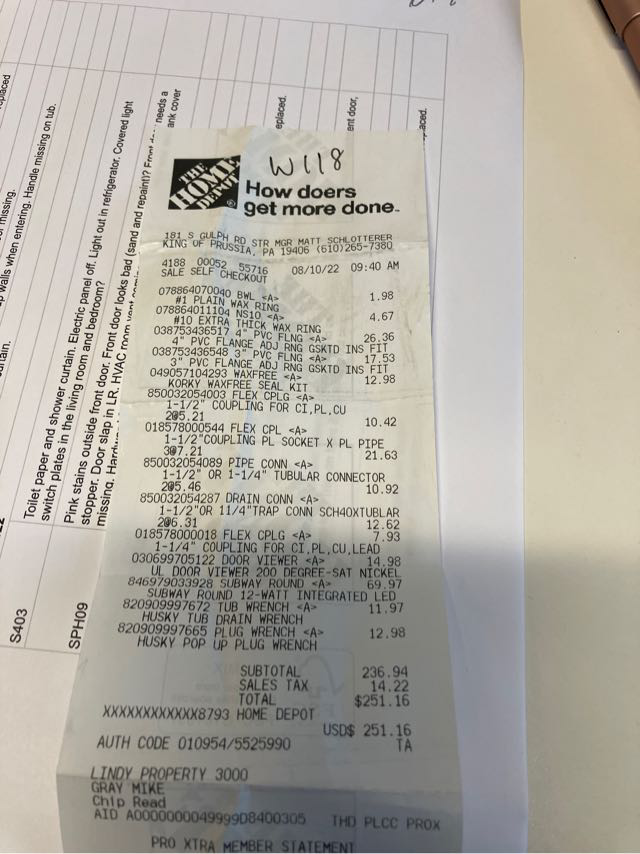 W118
THE HOME DEPOT
How doers
get more done.
181 S GULPH RD STR MGR MATT SCHLOTTERER
KING OF PRUSSIA, PA 19406 (610)265-7380
4188 00052 55716 08/10/22 09:40 AM
SALE SELF CHECKOUT
078864070040 BWL <A> 1.98
#1 PLAIN WAX RING
078864011104 NS10 <A> 4.67
#10 EXTRA THICK WAX RING
038753436517 4" PVC FLNG <A> 26.36
4" PVC FLANGE ADJ RNG GSKTD INS FIT
038753436548 3" PVC FLNG <A> 17.53
3" PVC FLANGE ADJ RNG GSKTD INS FIT
049057104293 WAXFREE <A> 12.98
KORKY WAXFREE SEAL KIT
850032054003 FLEX CPLG <A>
1-1/2" COUPLING FOR CI,PL,CU
2@5.21 10.42
018578000544 FLEX CPL <A>
1-1/2"COUPLING PL SOCKET X PL PIPE
3@7.21 21.63
850032054089 PIPE CONN <A>
1-1/2" OR 1-1/4" TUBULAR CONNECTOR
2@5.46 10.92
850032054287 DRAIN CONN <A>
1-1/2"OR 11/4"TRAP CONN SCH40XTUBLAR
2@6.31 12.62
018578000018 FLEX CPLG <A> 7.93
1-1/4" COUPLING FOR CI,PL,CU,LEAD
030699705122 DOOR VIEWER <A> 14.98
UL DOOR VIEWER 200 DEGREE-SAT NICKEL
846979033928 SUBWAY ROUND <A> 69.97
SUBWAY ROUND 12-WATT INTEGRATED LED
820909997672 TUB WRENCH <A> 11.97
HUSKY TUB DRAIN WRENCH
820909997665 PLUG WRENCH <A> 12.98
HUSKY POP UP PLUG WRENCH
SUBTOTAL 236.94
SALES TAX 14.22
TOTAL $251.16
XXXXXXXXXXXX8793 HOME DEPOT
USD$ 251.16
AUTH CODE 010954/5525990 TA
LINDY PROPERTY 3000
GRAY MIKE
Chip Read
AID A0000000049999D8400305 THD PLCC PROX
PRO XTRA MEMBER STATEMENT
S403
Toilet paper and shower curtain. Electric panel off. Light out in refrigerator. Covered light
switch plates in the living room and bedroom?
SPH09
Pink stains outside front door. Front door looks bad (sand and repaint)? Front door needs a
stopper. Door slap in LR. HVAC room vent
missing.
walls when entering. Handle missing on tub.
missing.
ank cover
eplaced.
ent door,